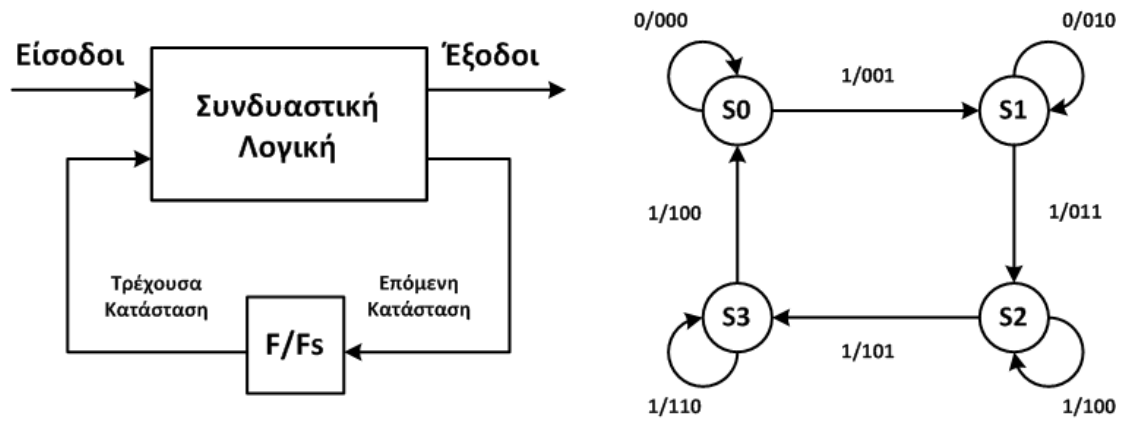 Είσοδοι
Έξοδοι
Συνδυαστική
Λογική
Τρέχουσα
Κατάσταση
Επόμενη
Κατάσταση
F/Fs
0/000
0/010
S0
1/001
S1
1/100
1/011
S3
S2
1/101
1/110
1/100